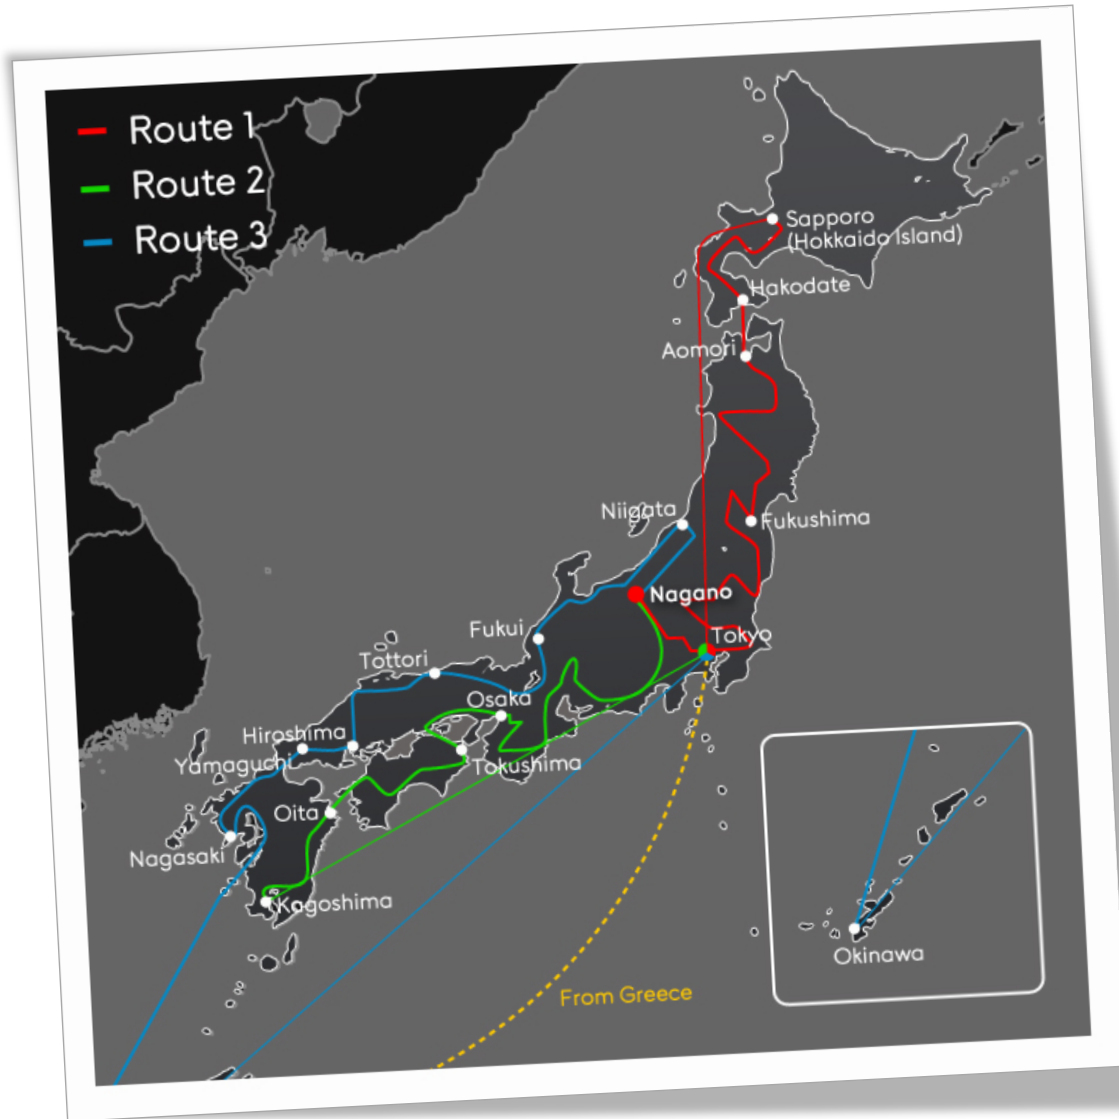 Route 1
Route 2
Route 3
Sapporo
(Hokkaido Island)
Hakodate
Aomori
Niigata
Fukushima
Nagano
Fukui
Tokyo
Tottori
Osaka
Hiroshima
Yamaguchi
Tokushima
Oita
Nagasaki
Kagoshima
Okinawa
From Greece